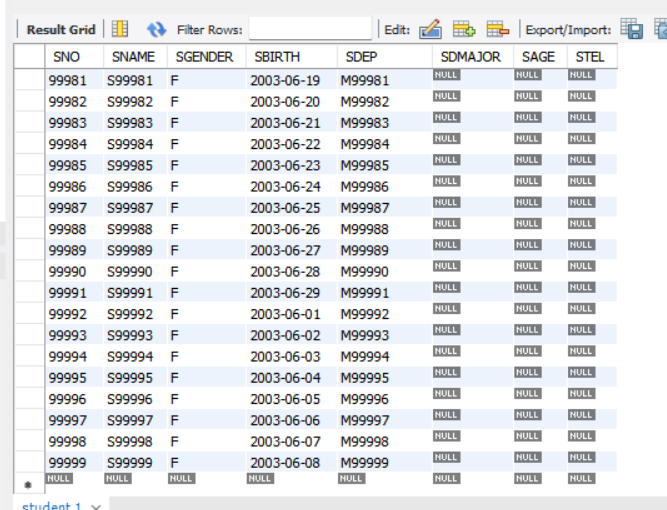 Result Grid Filter Rows: Edit: Export/Import:
SNO SNAME SGENDER SBIRTH SDEP SDMAJOR SAGE STEL
99981 S99981 F 2003-06-19 M99981 NULL NULL NULL
99982 S99982 F 2003-06-20 M99982 NULL NULL NULL
99983 S99983 F 2003-06-21 M99983 NULL NULL NULL
99984 S99984 F 2003-06-22 M99984 NULL NULL NULL
99985 S99985 F 2003-06-23 M99985 NULL NULL NULL
99986 S99986 F 2003-06-24 M99986 NULL NULL NULL
99987 S99987 F 2003-06-25 M99987 NULL NULL NULL
99988 S99988 F 2003-06-26 M99988 NULL NULL NULL
99989 S99989 F 2003-06-27 M99989 NULL NULL NULL
99990 S99990 F 2003-06-28 M99990 NULL NULL NULL
99991 S99991 F 2003-06-29 M99991 NULL NULL NULL
99992 S99992 F 2003-06-01 M99992 NULL NULL NULL
99993 S99993 F 2003-06-02 M99993 NULL NULL NULL
99994 S99994 F 2003-06-03 M99994 NULL NULL NULL
99995 S99995 F 2003-06-04 M99995 NULL NULL NULL
99996 S99996 F 2003-06-05 M99996 NULL NULL NULL
99997 S99997 F 2003-06-06 M99997 NULL NULL NULL
99998 S99998 F 2003-06-07 M99998 NULL NULL NULL
99999 S99999 F 2003-06-08 M99999 NULL NULL NULL
NULL NULL NULL NULL NULL NULL NULL NULL
student 1